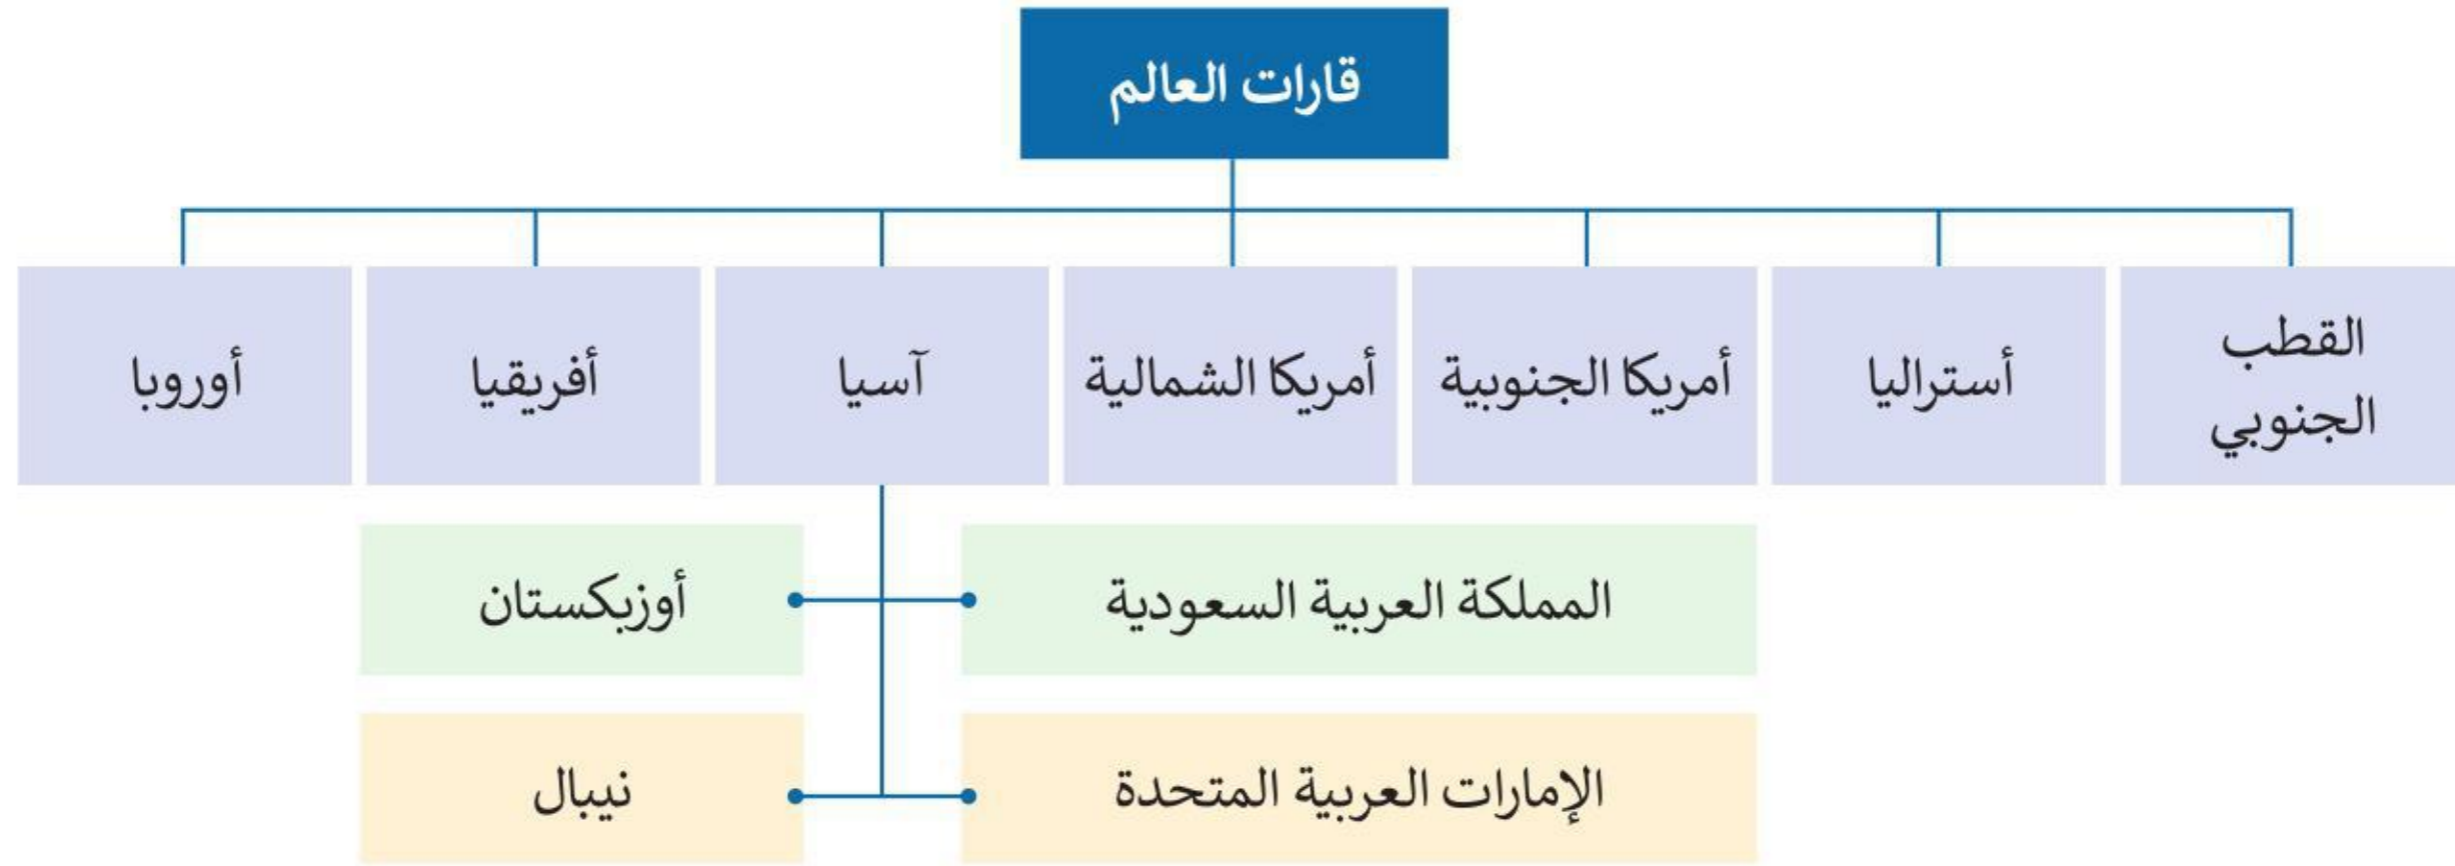 قارات العالم
القطب
الجنوبي
أستراليا
أمريكا الجنوبية
أمريكا الشمالية
آسيا
أفريقيا
أوروبا
المملكة العربية السعودية
أوزبكستان
الإمارات العربية المتحدة
نيبال